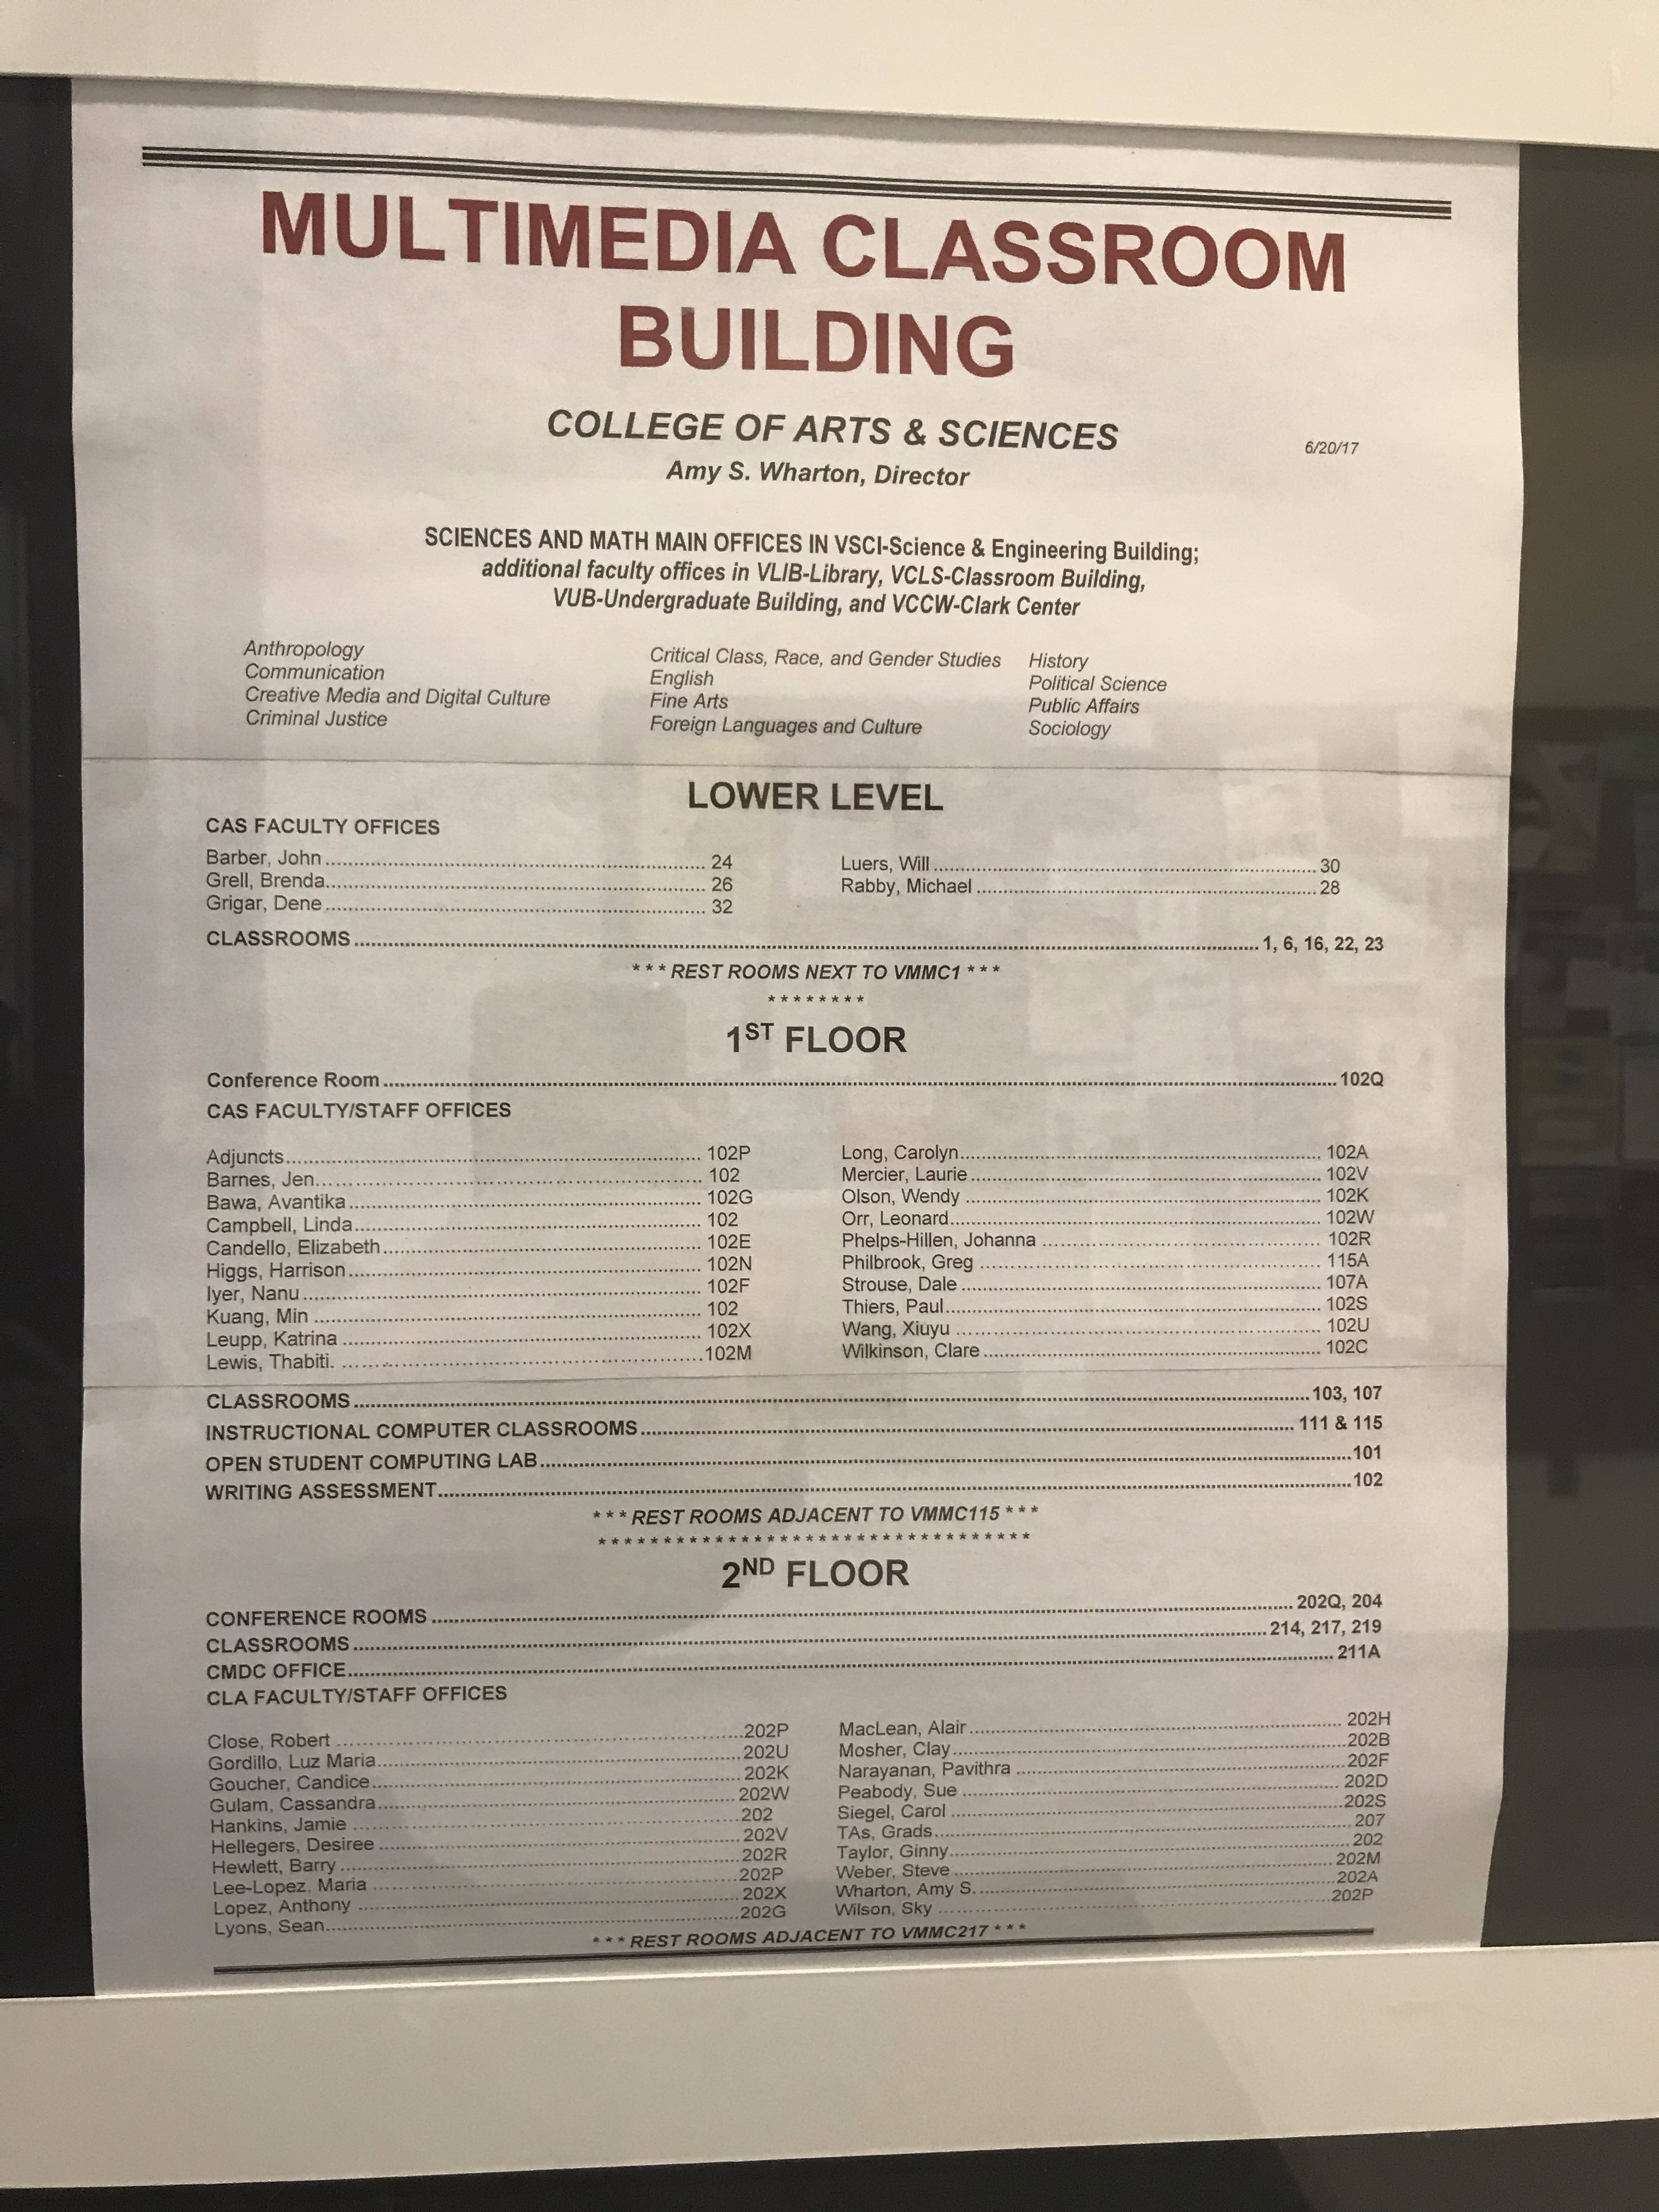 MULTIMEDIA CLASSROOM
BUILDING
COLLEGE OF ARTS & SCIENCES
6/20/17
Amy S. Wharton, Director
SCIENCES AND MATH MAIN OFFICES IN VSCI-Science & Engineering Building;
additional faculty offices in VLIB-Library, VCLS-Classroom Building,
VUB-Undergraduate Building, and VCCW-Clark Center
Anthropology Critical Class, Race, and Gender Studies History
Communication English Political Science
Creative Media and Digital Culture Fine Arts Public Affairs
Criminal Justice Foreign Languages and Culture Sociology
LOWER LEVEL
CAS FACULTY OFFICES
Barber, John 24 Luers, Will 30
Grell, Brenda 26 Rabby, Michael 28
Grigar, Dene 32
CLASSROOMS 1, 6, 16, 22, 23
* * * REST ROOMS NEXT TO VMMC1 * * *
* * * * * * * *
1ST FLOOR
Conference Room 102Q
CAS FACULTY/STAFF OFFICES
Adjuncts 102P Long, Carolyn 102A
Barnes, Jen 102 Mercier, Laurie 102V
Bawa, Avantika 102G Olson, Wendy 102K
Campbell, Linda 102 Orr, Leonard 102W
Candello, Elizabeth 102E Phelps-Hillen, Johanna 102R
Higgs, Harrison 102N Philbrook, Greg 115A
Iyer, Nanu 102F Strouse, Dale 107A
Kuang, Min 102 Thiers, Paul 102S
Leupp, Katrina 102X Wang, Xiuyu 102U
Lewis, Thabiti. 102M Wilkinson, Clare 102C
CLASSROOMS 103, 107
INSTRUCTIONAL COMPUTER CLASSROOMS 111 & 115
OPEN STUDENT COMPUTING LAB 101
WRITING ASSESSMENT 102
* * * REST ROOMS ADJACENT TO VMMC115 * * *
* * * * * * * * * * * * * * * * * * * * * * * * * * * * * * * * *
2ND FLOOR
CONFERENCE ROOMS 202Q, 204
CLASSROOMS 214, 217, 219
CMDC OFFICE 211A
CLA FACULTY/STAFF OFFICES
Close, Robert 202P MacLean, Alair 202H
Gordillo, Luz Maria 202U Mosher, Clay 202B
Goucher, Candice 202K Narayanan, Pavithra 202F
Gulam, Cassandra 202W Peabody, Sue 202D
Hankins, Jamie 202 Siegel, Carol 202S
Hellegers, Desiree 202V TAs, Grads 207
Hewlett, Barry 202R Taylor, Ginny 202
Lee-Lopez, Maria 202P Weber, Steve 202M
Lopez, Anthony 202X Wharton, Amy S. 202A
Lyons, Sean 202G Wilson, Sky 202P
* * * REST ROOMS ADJACENT TO VMMC217 * * *